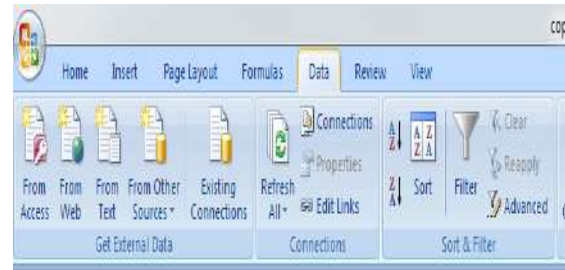 cop
Home Insert Page Layout Formulas Data Review View
From Access
From Web
From Text
From Other Sources
Existing Connections
Get External Data
Refresh All
Connections
Properties
Edit Links
Connections
A Z
Z A
A Z
Z A
Sort
Filter
Clear
Reapply
Advanced
Sort & Filter